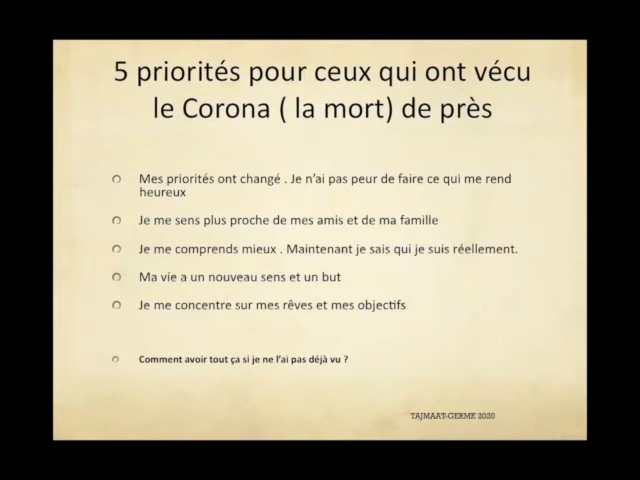 5 priorités pour ceux qui ont vécu
le Corona ( la mort) de près
Mes priorités ont changé . Je n'ai pas peur de faire ce qui me rend
heureux
Je me sens plus proche de mes amis et de ma famille
Je me comprends mieux . Maintenant je sais qui je suis réellement.
Ma vie a un nouveau sens et un but
Je me concentre sur mes rêves et mes objectifs
Comment avoir tout ça si je ne l'ai pas déjà vu ?
TAJMAAT-GERME 2020